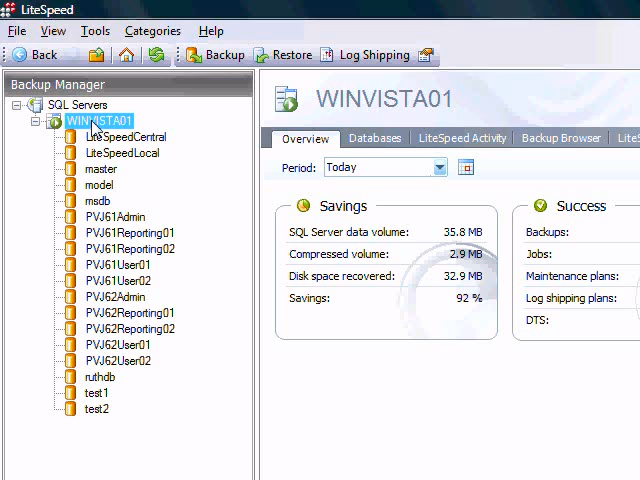 LiteSpeed
File View Tools Categories Help
Back Backup Restore Log Shipping
Backup Manager
SQL Servers
WINVISTA01
LiteSpeedCentral
LiteSpeedLocal
master
model
msdb
PVJ61Admin
PVJ61Reporting01
PVJ61Reporting02
PVJ61User01
PVJ61User02
PVJ62Admin
PVJ62Reporting01
PVJ62Reporting02
PVJ62User01
PVJ62User02
ruthdb
test1
test2
WINVISTA01
Overview Databases LiteSpeed Activity Backup Browser LiteS
Period: Today
Savings
SQL Server data volume: 35.8 MB
Compressed volume: 2.9 MB
Disk space recovered: 32.9 MB
Savings: 92 %
Success
Backups:
Jobs:
Maintenance plans:
Log shipping plans:
DTS: